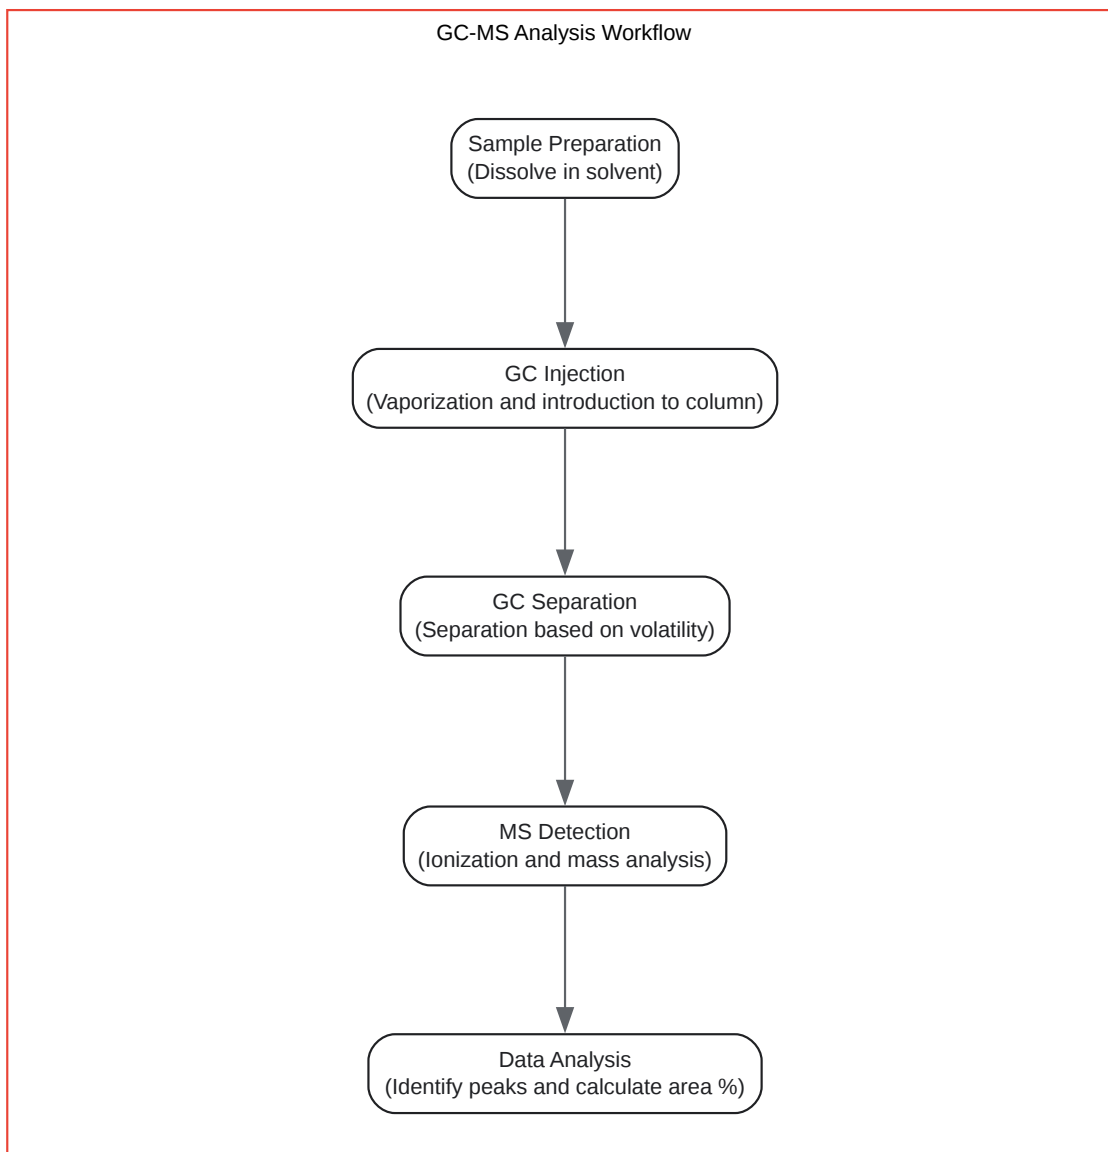 GC-MS Analysis Workflow
Sample Preparation
(Dissolve in solvent)
GC Injection
(Vaporization and introduction to column)
GC Separation
(Separation based on volatility)
MS Detection
(Ionization and mass analysis)
Data Analysis
(Identify peaks and calculate area %)